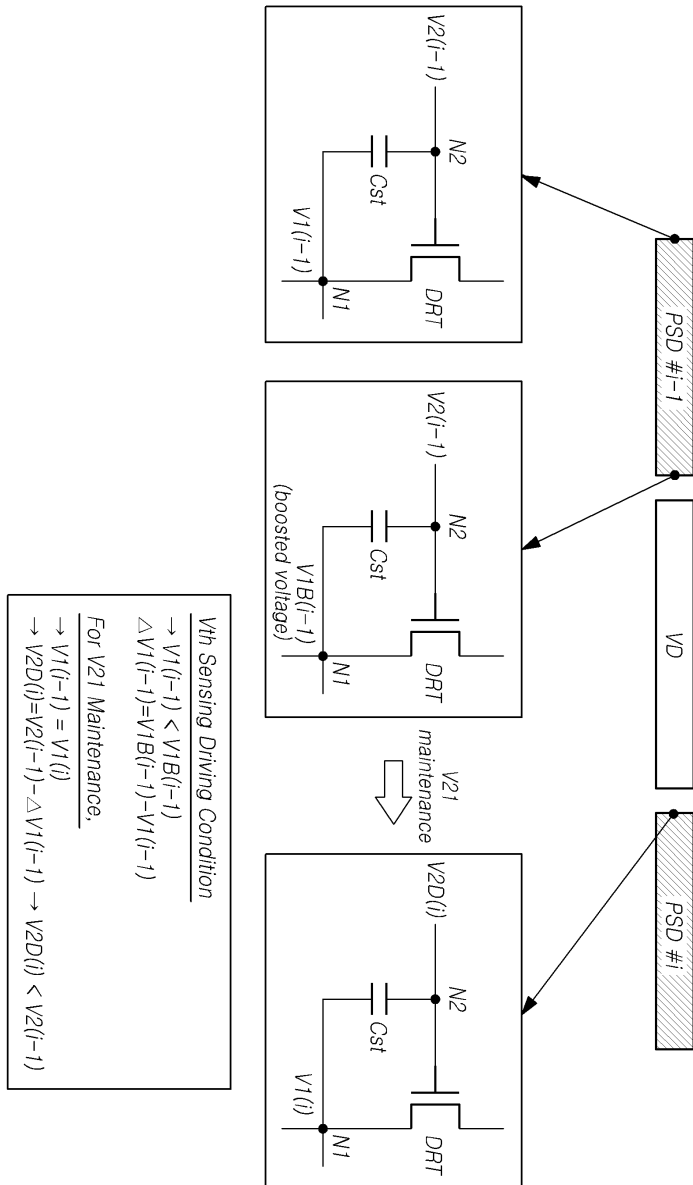 PSD #i-1
VD
PSD #i
V2(i-1)
N2
Cst
DRT
V1(i-1)
N1
V2(i-1)
N2
Cst
DRT
V1B(i-1)
(boosted voltage)
N1
V21
maintenance
V2D(i)
N2
Cst
DRT
V1(i)
N1
Vth Sensing Driving Condition
→ V1(i-1) < V1B(i-1)
△V1(i-1)=V1B(i-1)-V1(i-1)
For V21 Maintenance,
→ V1(i-1) = V1(i)
→ V2D(i)=V2(i-1)-△V1(i-1) → V2D(i) < V2(i-1)